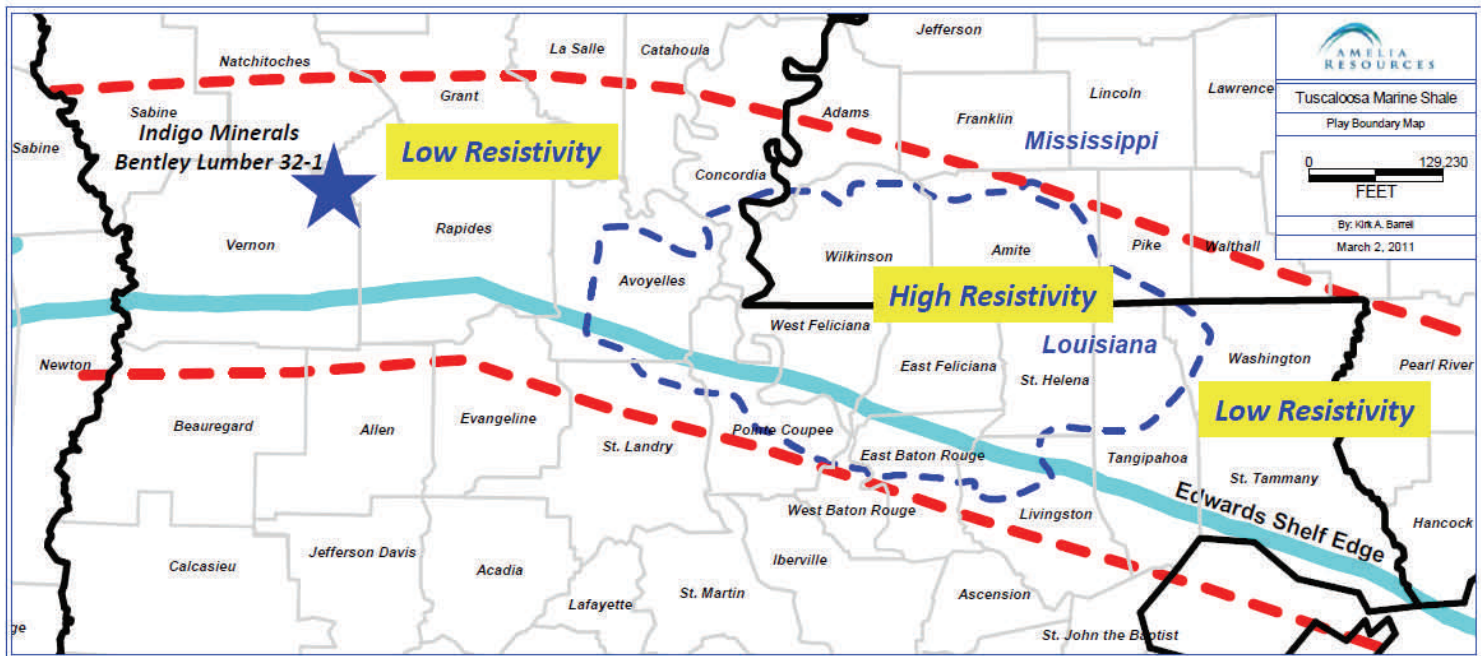 Jefferson
La Salle
Catahoula
Natchitoches
Grant
Lincoln
Lawrence
AMELIA
RESOURCES
Tuscaloosa Marine Shale
Play Boundary Map
0 129,230
FEET
By: Kirk A. Barrell
March 2, 2011
Sabine
Sabine
Indigo Minerals
Bentley Lumber 32-1
Low Resistivity
Adams
Franklin
Mississippi
Concordia
Vernon
Rapides
Avoyelles
Wilkinson
Amite
Pike
Walthall
High Resistivity
West Feliciana
Louisiana
Newton
East Feliciana
St. Helena
Washington
Pearl River
Low Resistivity
Beauregard
Allen
Evangeline
St. Landry
Pointe Coupee
East Baton Rouge
Tangipahoa
St. Tammany
West Baton Rouge
Livingston
Edwards Shelf Edge
Hancock
Calcasieu
Jefferson Davis
Acadia
Iberville
Lafayette
St. Martin
Ascension
St. John the Baptist
ge